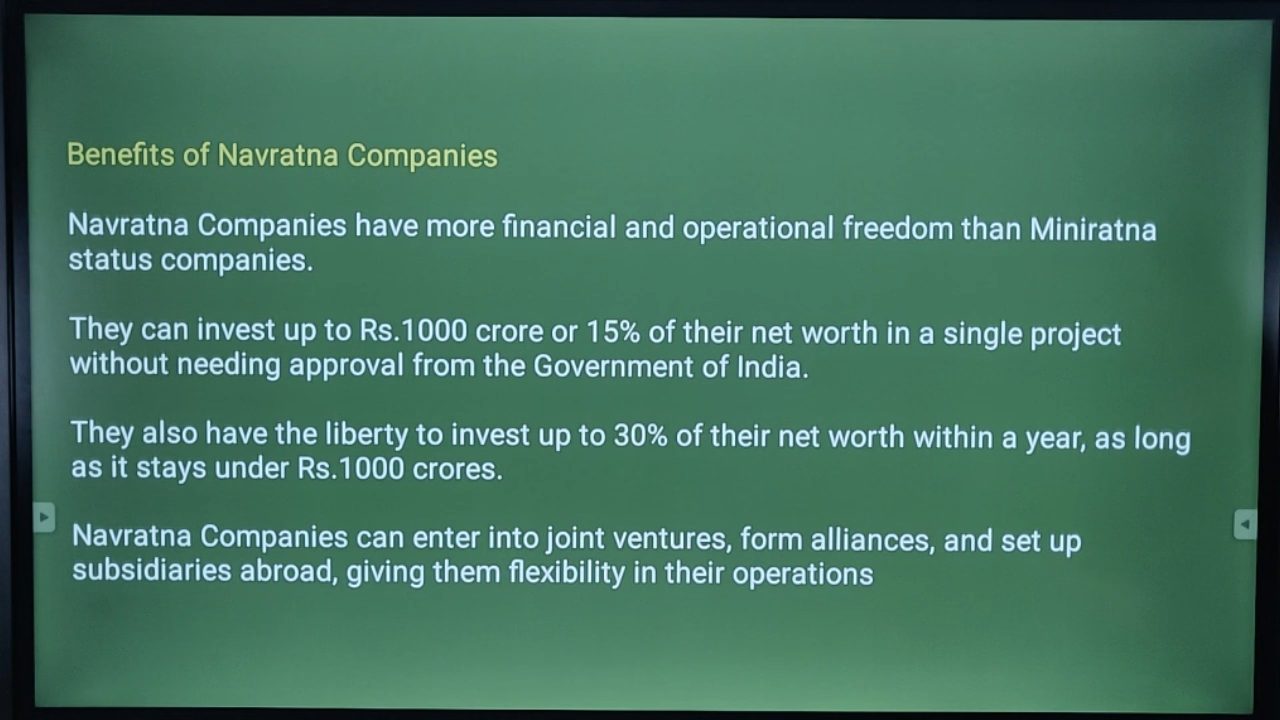 Benefits of Navratna Companies
Navratna Companies have more financial and operational freedom than Miniratna
status companies.
They can invest up to Rs.1000 crore or 15% of their net worth in a single project
without needing approval from the Government of India.
They also have the liberty to invest up to 30% of their net worth within a year, as long
as it stays under Rs.1000 crores.
Navratna Companies can enter into joint ventures, form alliances, and set up
subsidiaries abroad, giving them flexibility in their operations